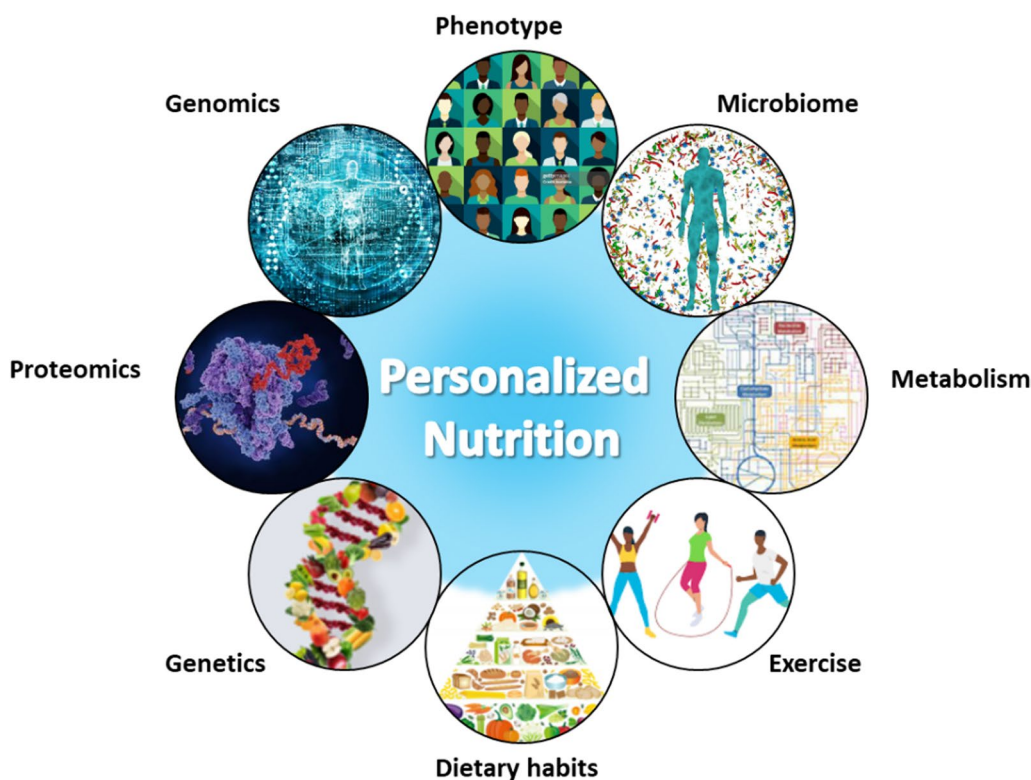 Phenotype
Genomics
Microbiome
Proteomics
Personalized
Nutrition
Metabolism
Genetics
Exercise
Dietary habits